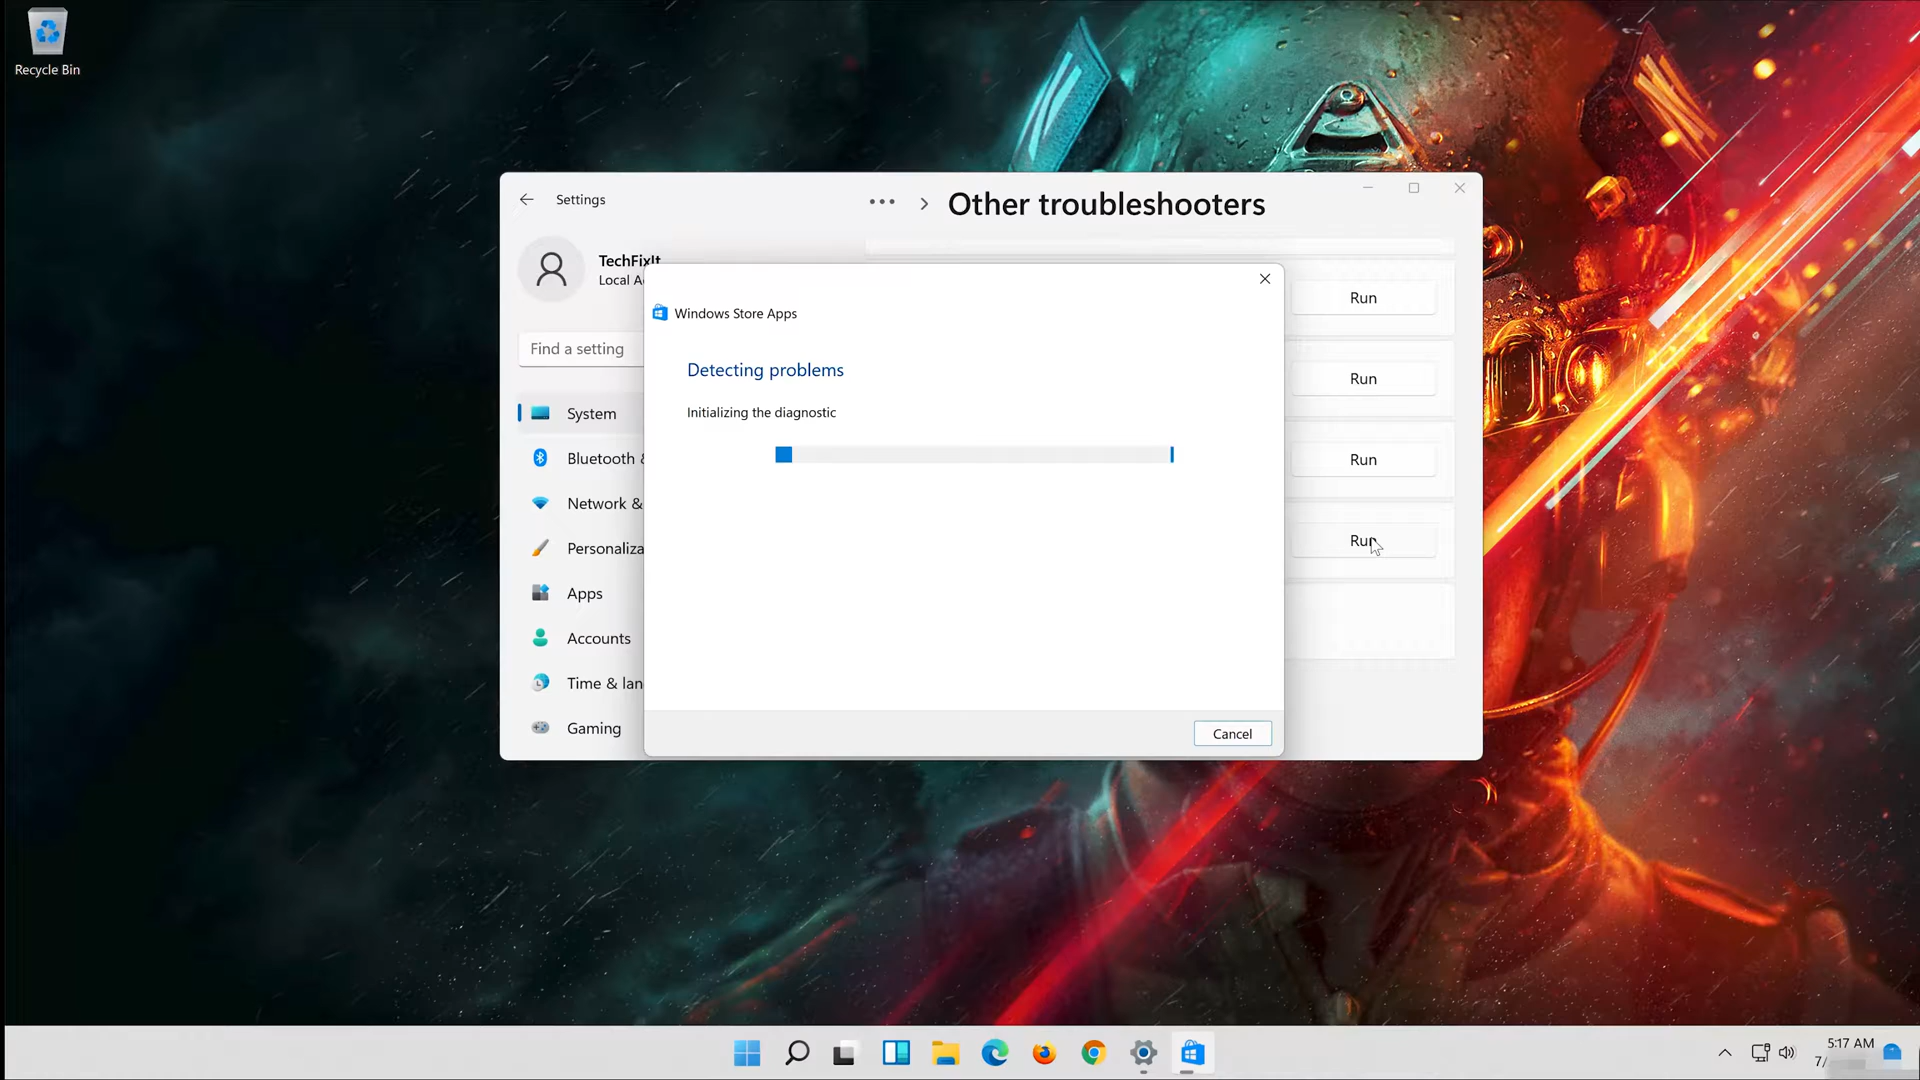 Recycle Bin
Settings
Other troubleshooters
TechFixIt
Local A
Find a setting
System
Bluetooth &
Network &
Personaliza
Apps
Accounts
Time & lan
Gaming
Windows Store Apps
Detecting problems
Initializing the diagnostic
Cancel
Run
Run
Run
Run
5:17 AM
7/